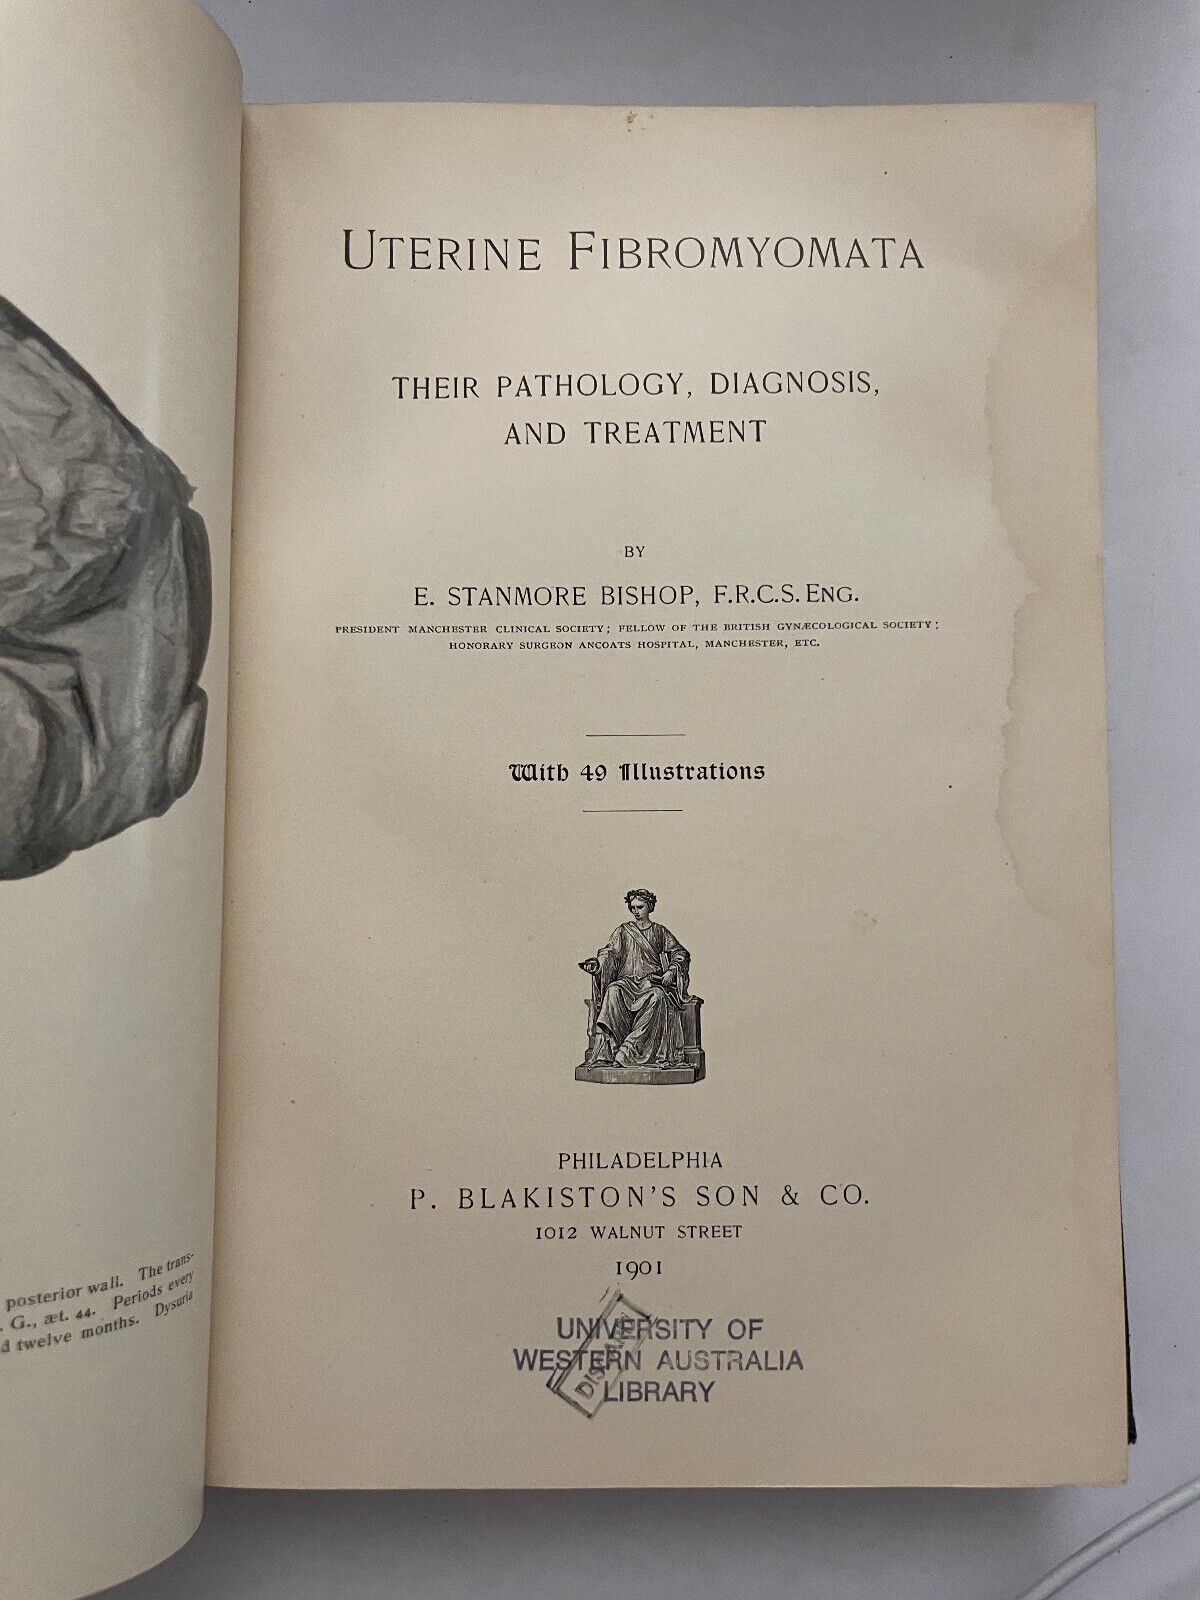 posterior wall. The trans-
. G., æt. 44. Periods every
d twelve months. Dysuria
UTERINE FIBROMYOMATA
THEIR PATHOLOGY, DIAGNOSIS,
AND TREATMENT
BY
E. STANMORE BISHOP, F.R.C.S. ENG.
PRESIDENT MANCHESTER CLINICAL SOCIETY; FELLOW OF THE BRITISH GYNÆCOLOGICAL SOCIETY;
HONORARY SURGEON ANCOATS HOSPITAL, MANCHESTER, ETC.
With 49 Illustrations
PHILADELPHIA
P. BLAKISTON'S SON & CO.
1012 WALNUT STREET
1901
UNIVERSITY OF
WESTERN AUSTRALIA
LIBRARY